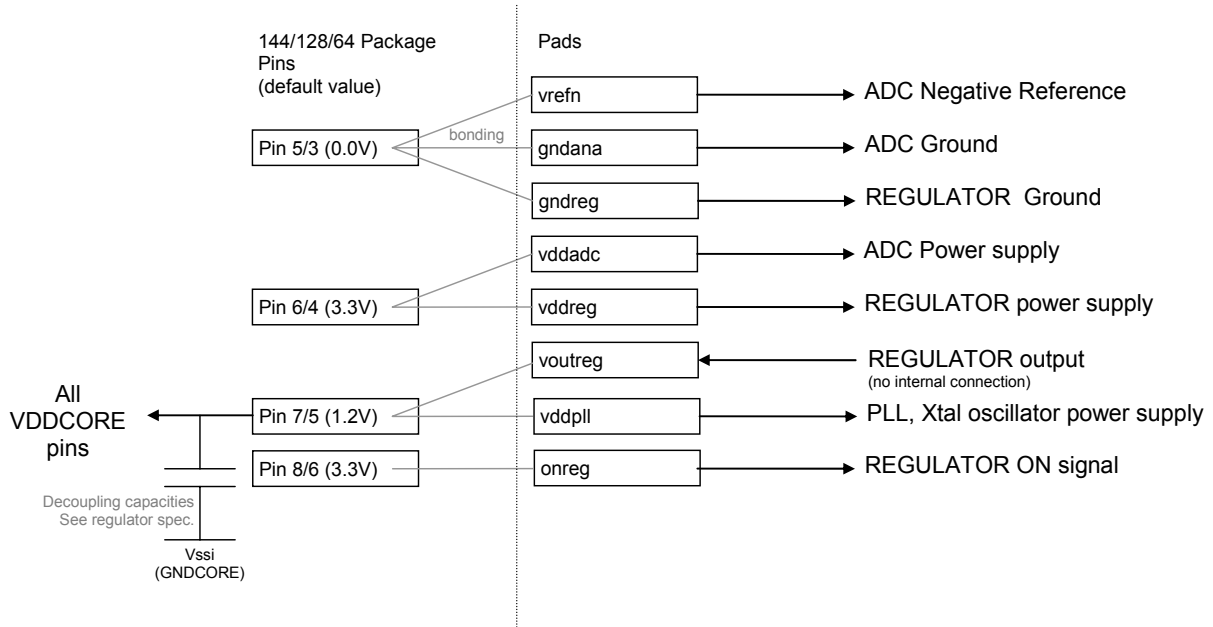 144/128/64 Package
Pins
(default value)
Pads
vrefn
ADC Negative Reference
bonding
Pin 5/3 (0.0V)
gndana
ADC Ground
gndreg
REGULATOR Ground
vddadc
ADC Power supply
Pin 6/4 (3.3V)
vddreg
REGULATOR power supply
voutreg
REGULATOR output
(no internal connection)
All
VDDCORE
pins
Pin 7/5 (1.2V)
vddpll
PLL, Xtal oscillator power supply
Pin 8/6 (3.3V)
onreg
REGULATOR ON signal
Decoupling capacities
See regulator spec.
Vssi
(GNDCORE)